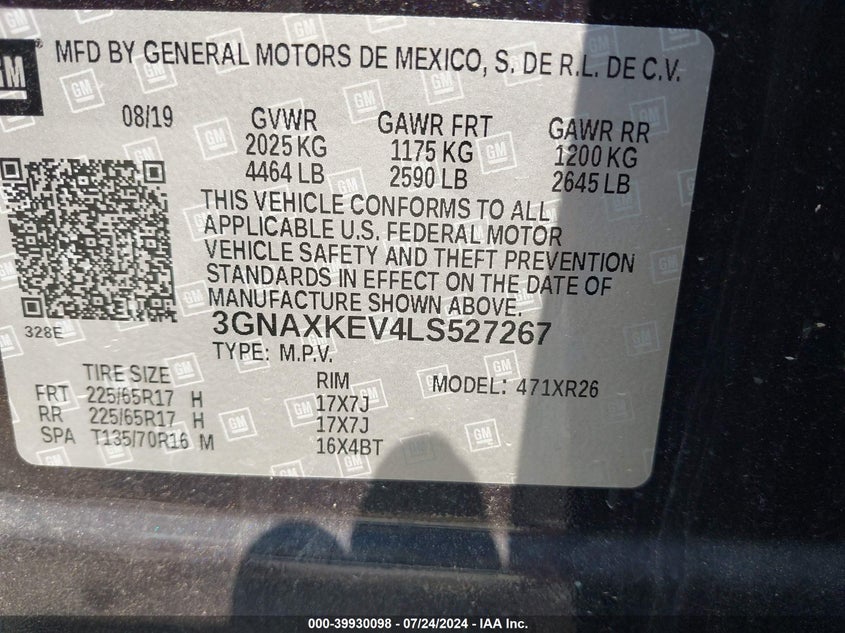 GM ® MFD BY GENERAL MOTORS DE MEXICO, S. DE R.L. DE C.V.
08/19 GVWR GAWR FRT GAWR RR
2025 KG 1175 KG 1200 KG
4464 LB 2590 LB 2645 LB
THIS VEHICLE CONFORMS TO ALL
APPLICABLE U.S. FEDERAL MOTOR
VEHICLE SAFETY AND THEFT PREVENTION
STANDARDS IN EFFECT ON THE DATE OF
MANUFACTURE SHOWN ABOVE.
328E 3GNAXKEV4LS527267
TYPE: M.P.V.
TIRE SIZE RIM MODEL: 471XR26
FRT 225/65R17 H 17X7J
RR 225/65R17 H 17X7J
SPA T135/70R16 M 16X4BT
000-39930098 - 07/24/2024 - IAA Inc.